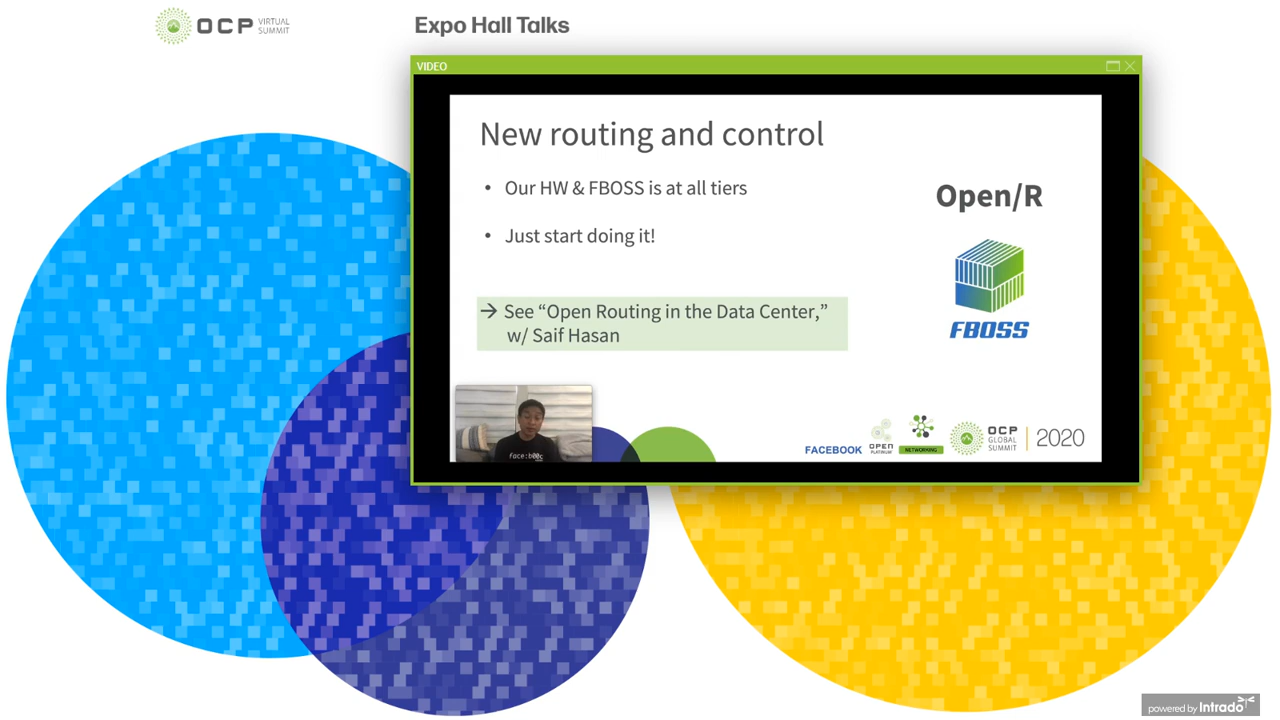 OCP VIRTUAL
SUMMIT
Expo Hall Talks
VIDEO
New routing and control
• Our HW & FBOSS is at all tiers
• Just start doing it!
→ See “Open Routing in the Data Center,”
w/ Saif Hasan
Open/R
FBOSS
FACEBOOK
OPEN
PLATINUM
NETWORKING
OCP
GLOBAL
SUMMIT
2020
powered by Intrado